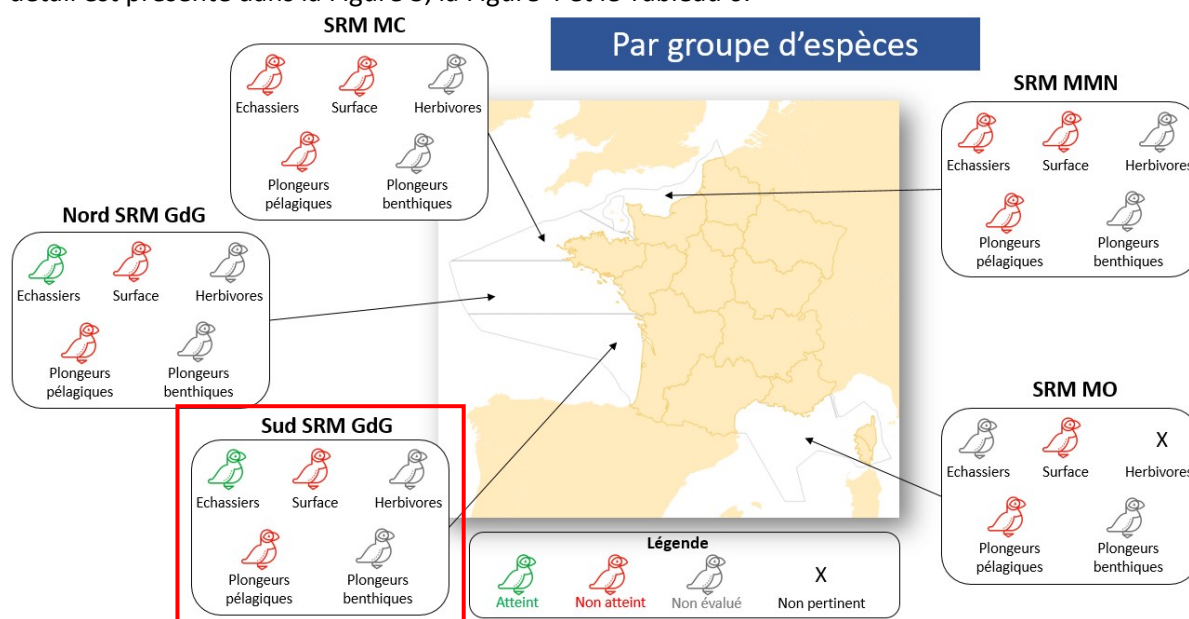 Par groupe d'espèces
SRM MC
Echassiers Surface Herbivores
Plongeurs Plongeurs
pélagiques benthiques
SRM MMN
Echassiers Surface Herbivores
Plongeurs Plongeurs
pélagiques benthiques
Nord SRM GdG
Echassiers Surface Herbivores
Plongeurs Plongeurs
pélagiques benthiques
Sud SRM GdG
Echassiers Surface Herbivores
Plongeurs Plongeurs
pélagiques benthiques
SRM MO
X
Echassiers Surface Herbivores
Plongeurs Plongeurs
pélagiques benthiques
Légende
X
Atteint Non atteint Non évalué Non pertinent